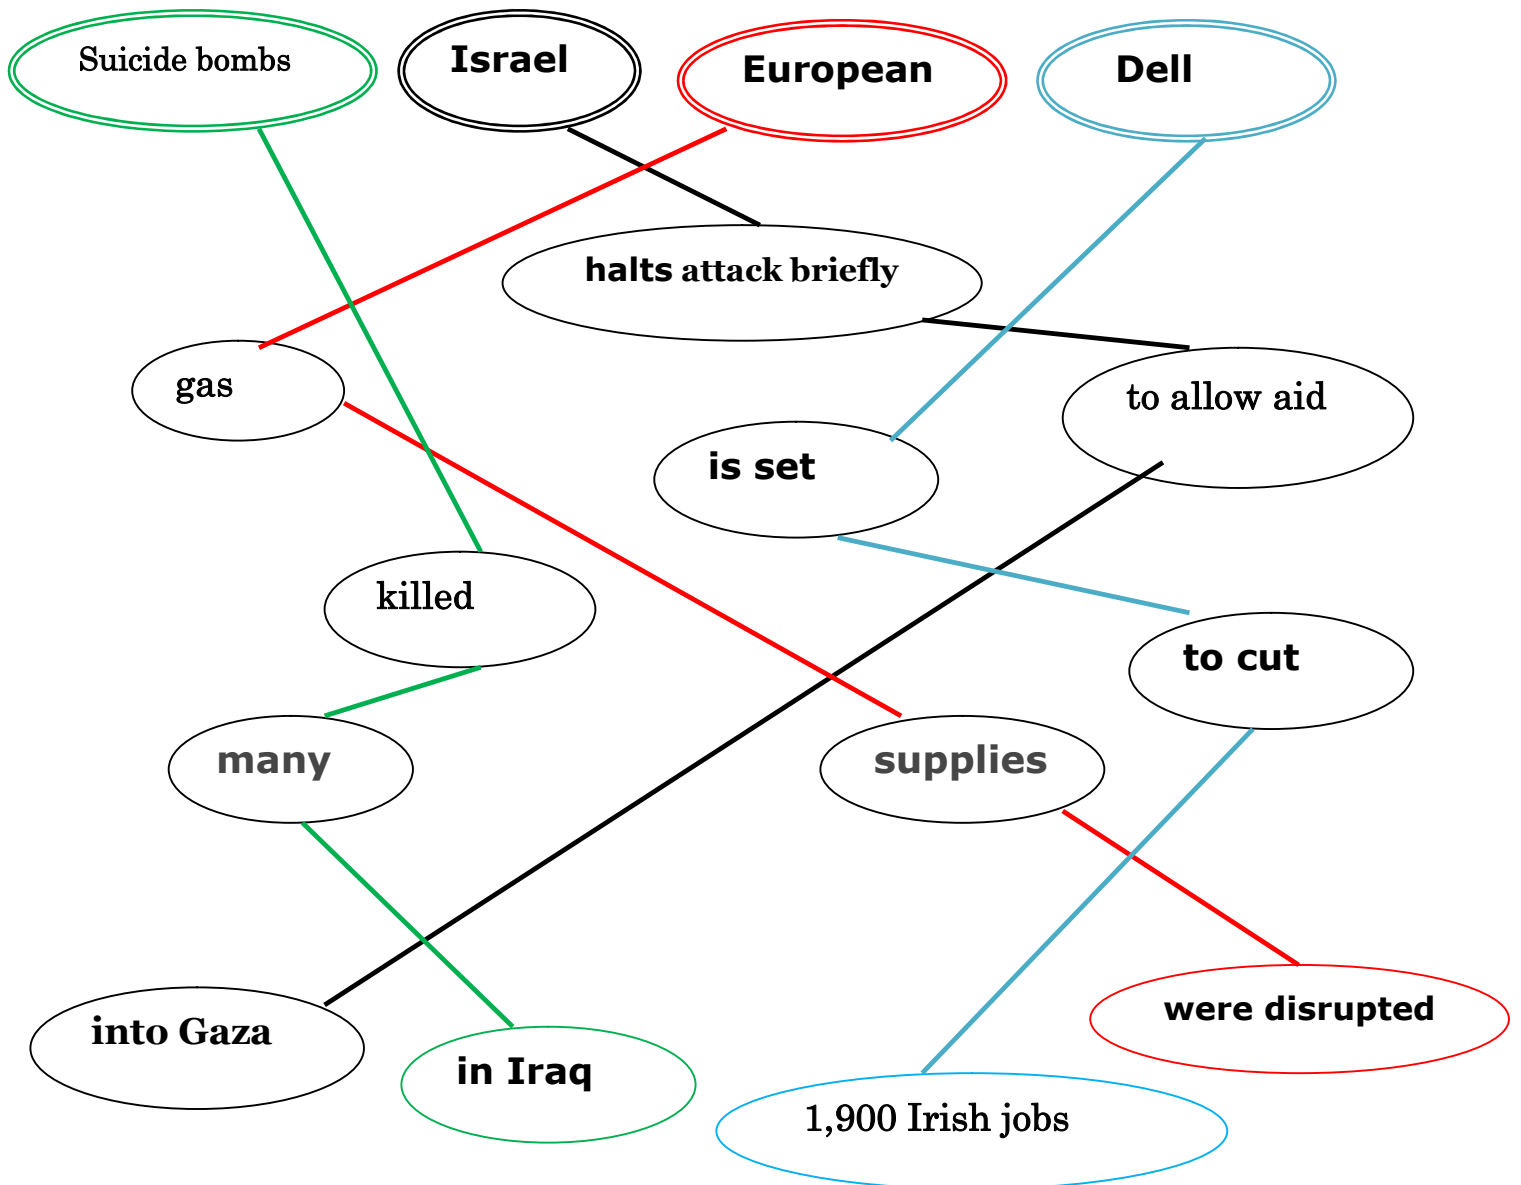 Suicide bombs
Israel
European
Dell
halts attack briefly
gas
to allow aid
is set
killed
to cut
many
supplies
were disrupted
into Gaza
in Iraq
1,900 Irish jobs